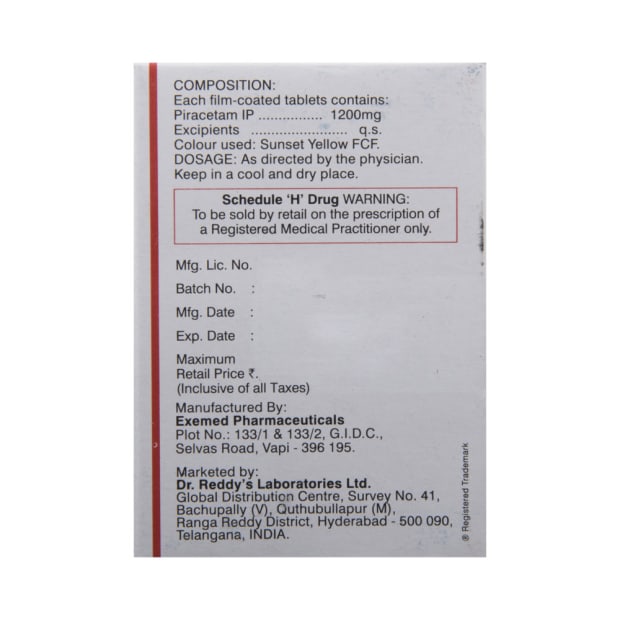 COMPOSITION:
Each film-coated tablets contains:
Piracetam IP ................ 1200mg
Excipients ........................ q.s.
Colour used: Sunset Yellow FCF.
DOSAGE: As directed by the physician.
Keep in a cool and dry place.
Schedule ‘H’ Drug WARNING:
To be sold by retail on the prescription of
a Registered Medical Practitioner only.
Mfg. Lic. No.
Batch No. :
Mfg. Date :
Exp. Date :
Maximum
Retail Price ₹.
(Inclusive of all Taxes)
Manufactured By:
Exemed Pharmaceuticals
Plot No.: 133/1 & 133/2, G.I.D.C.,
Selvas Road, Vapi - 396 195.
Marketed by:
Dr. Reddy's Laboratories Ltd.
Global Distribution Centre, Survey No. 41,
Bachupally (V), Quthubullapur (M),
Ranga Reddy District, Hyderabad - 500 090,
Telangana, INDIA.
® Registered Trademark